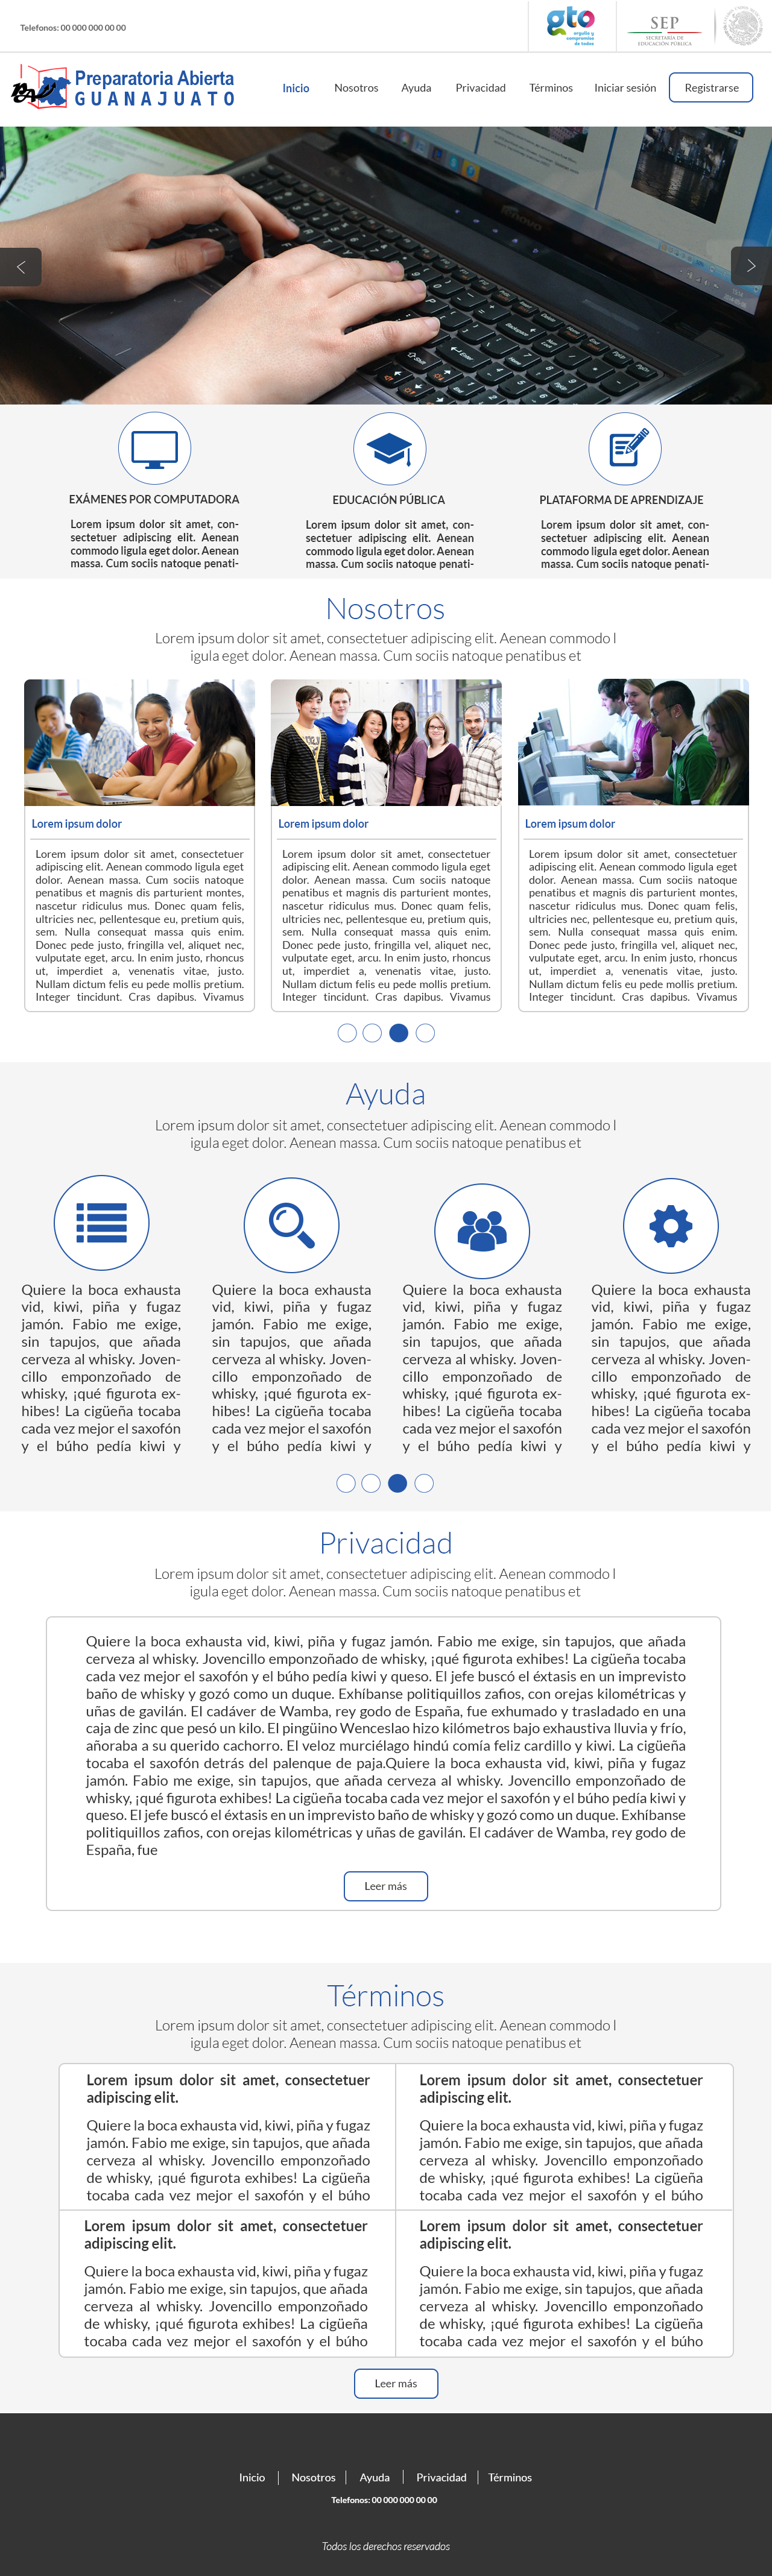 Telefonos: 00 000 000 00 00
gto
orgullo y
compromiso
de todos
SEP
SECRETARÍA DE
EDUCACIÓN PÚBLICA
Preparatoria Abierta
GUANAJUATO
Inicio
Nosotros
Ayuda
Privacidad
Términos
Iniciar sesión
Registrarse
lenovo
EXÁMENES POR COMPUTADORA
Lorem ipsum dolor sit amet, con-
sectetuer adipiscing elit. Aenean
commodo ligula eget dolor. Aenean
massa. Cum sociis natoque penati-
EDUCACIÓN PÚBLICA
Lorem ipsum dolor sit amet, con-
sectetuer adipiscing elit. Aenean
commodo ligula eget dolor. Aenean
massa. Cum sociis natoque penati-
PLATAFORMA DE APRENDIZAJE
Lorem ipsum dolor sit amet, con-
sectetuer adipiscing elit. Aenean
commodo ligula eget dolor. Aenean
massa. Cum sociis natoque penati-
Nosotros
Lorem ipsum dolor sit amet, consectetuer adipiscing elit. Aenean commodo l
igula eget dolor. Aenean massa. Cum sociis natoque penatibus et
Lorem ipsum dolor
Lorem ipsum dolor sit amet, consectetuer
adipiscing elit. Aenean commodo ligula eget
dolor. Aenean massa. Cum sociis natoque
penatibus et magnis dis parturient montes,
nascetur ridiculus mus. Donec quam felis,
ultricies nec, pellentesque eu, pretium quis,
sem. Nulla consequat massa quis enim.
Donec pede justo, fringilla vel, aliquet nec,
vulputate eget, arcu. In enim justo, rhoncus
ut, imperdiet a, venenatis vitae, justo.
Nullam dictum felis eu pede mollis pretium.
Integer tincidunt. Cras dapibus. Vivamus
Lorem ipsum dolor
Lorem ipsum dolor sit amet, consectetuer
adipiscing elit. Aenean commodo ligula eget
dolor. Aenean massa. Cum sociis natoque
penatibus et magnis dis parturient montes,
nascetur ridiculus mus. Donec quam felis,
ultricies nec, pellentesque eu, pretium quis,
sem. Nulla consequat massa quis enim.
Donec pede justo, fringilla vel, aliquet nec,
vulputate eget, arcu. In enim justo, rhoncus
ut, imperdiet a, venenatis vitae, justo.
Nullam dictum felis eu pede mollis pretium.
Integer tincidunt. Cras dapibus. Vivamus
Lorem ipsum dolor
Lorem ipsum dolor sit amet, consectetuer
adipiscing elit. Aenean commodo ligula eget
dolor. Aenean massa. Cum sociis natoque
penatibus et magnis dis parturient montes,
nascetur ridiculus mus. Donec quam felis,
ultricies nec, pellentesque eu, pretium quis,
sem. Nulla consequat massa quis enim.
Donec pede justo, fringilla vel, aliquet nec,
vulputate eget, arcu. In enim justo, rhoncus
ut, imperdiet a, venenatis vitae, justo.
Nullam dictum felis eu pede mollis pretium.
Integer tincidunt. Cras dapibus. Vivamus
Ayuda
Lorem ipsum dolor sit amet, consectetuer adipiscing elit. Aenean commodo l
igula eget dolor. Aenean massa. Cum sociis natoque penatibus et
Quiere la boca exhausta
vid, kiwi, piña y fugaz
jamón. Fabio me exige,
sin tapujos, que añada
cerveza al whisky. Joven-
cillo emponzoñado de
whisky, ¡qué figurota ex-
hibes! La cigüeña tocaba
cada vez mejor el saxofón
y el búho pedía kiwi y
Quiere la boca exhausta
vid, kiwi, piña y fugaz
jamón. Fabio me exige,
sin tapujos, que añada
cerveza al whisky. Joven-
cillo emponzoñado de
whisky, ¡qué figurota ex-
hibes! La cigüeña tocaba
cada vez mejor el saxofón
y el búho pedía kiwi y
Quiere la boca exhausta
vid, kiwi, piña y fugaz
jamón. Fabio me exige,
sin tapujos, que añada
cerveza al whisky. Joven-
cillo emponzoñado de
whisky, ¡qué figurota ex-
hibes! La cigüeña tocaba
cada vez mejor el saxofón
y el búho pedía kiwi y
Quiere la boca exhausta
vid, kiwi, piña y fugaz
jamón. Fabio me exige,
sin tapujos, que añada
cerveza al whisky. Joven-
cillo emponzoñado de
whisky, ¡qué figurota ex-
hibes! La cigüeña tocaba
cada vez mejor el saxofón
y el búho pedía kiwi y
Privacidad
Lorem ipsum dolor sit amet, consectetuer adipiscing elit. Aenean commodo l
igula eget dolor. Aenean massa. Cum sociis natoque penatibus et
Quiere la boca exhausta vid, kiwi, piña y fugaz jamón. Fabio me exige, sin tapujos, que añada
cerveza al whisky. Jovencillo emponzoñado de whisky, ¡qué figurota exhibes! La cigüeña tocaba
cada vez mejor el saxofón y el búho pedía kiwi y queso. El jefe buscó el éxtasis en un imprevisto
baño de whisky y gozó como un duque. Exhíbanse politiquillos zafios, con orejas kilométricas y
uñas de gavilán. El cadáver de Wamba, rey godo de España, fue exhumado y trasladado en una
caja de zinc que pesó un kilo. El pingüino Wenceslao hizo kilómetros bajo exhaustiva lluvia y frío,
añoraba a su querido cachorro. El veloz murciélago hindú comía feliz cardillo y kiwi. La cigüeña
tocaba el saxofón detrás del palenque de paja.Quiere la boca exhausta vid, kiwi, piña y fugaz
jamón. Fabio me exige, sin tapujos, que añada cerveza al whisky. Jovencillo emponzoñado de
whisky, ¡qué figurota exhibes! La cigüeña tocaba cada vez mejor el saxofón y el búho pedía kiwi y
queso. El jefe buscó el éxtasis en un imprevisto baño de whisky y gozó como un duque. Exhíbanse
politiquillos zafios, con orejas kilométricas y uñas de gavilán. El cadáver de Wamba, rey godo de
España, fue
Leer más
Términos
Lorem ipsum dolor sit amet, consectetuer adipiscing elit. Aenean commodo l
igula eget dolor. Aenean massa. Cum sociis natoque penatibus et
Lorem ipsum dolor sit amet, consectetuer
adipiscing elit.
Quiere la boca exhausta vid, kiwi, piña y fugaz
jamón. Fabio me exige, sin tapujos, que añada
cerveza al whisky. Jovencillo emponzoñado
de whisky, ¡qué figurota exhibes! La cigüeña
tocaba cada vez mejor el saxofón y el búho
Lorem ipsum dolor sit amet, consectetuer
adipiscing elit.
Quiere la boca exhausta vid, kiwi, piña y fugaz
jamón. Fabio me exige, sin tapujos, que añada
cerveza al whisky. Jovencillo emponzoñado
de whisky, ¡qué figurota exhibes! La cigüeña
tocaba cada vez mejor el saxofón y el búho
Lorem ipsum dolor sit amet, consectetuer
adipiscing elit.
Quiere la boca exhausta vid, kiwi, piña y fugaz
jamón. Fabio me exige, sin tapujos, que añada
cerveza al whisky. Jovencillo emponzoñado
de whisky, ¡qué figurota exhibes! La cigüeña
tocaba cada vez mejor el saxofón y el búho
Lorem ipsum dolor sit amet, consectetuer
adipiscing elit.
Quiere la boca exhausta vid, kiwi, piña y fugaz
jamón. Fabio me exige, sin tapujos, que añada
cerveza al whisky. Jovencillo emponzoñado
de whisky, ¡qué figurota exhibes! La cigüeña
tocaba cada vez mejor el saxofón y el búho
Leer más
Inicio
Nosotros
Ayuda
Privacidad
Términos
Telefonos: 00 000 000 00 00
Todos los derechos reservados